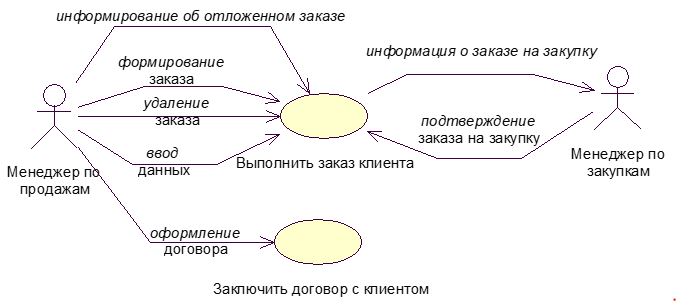 информирование об отложенном заказе
формирование
заказа
информация о заказе на закупку
удаление
заказа
подтверждение
заказа на закупку
ввод
данных
Выполнить заказ клиента
Менеджер по
продажам
Менеджер по
закупкам
оформление
договора
Заключить договор с клиентом